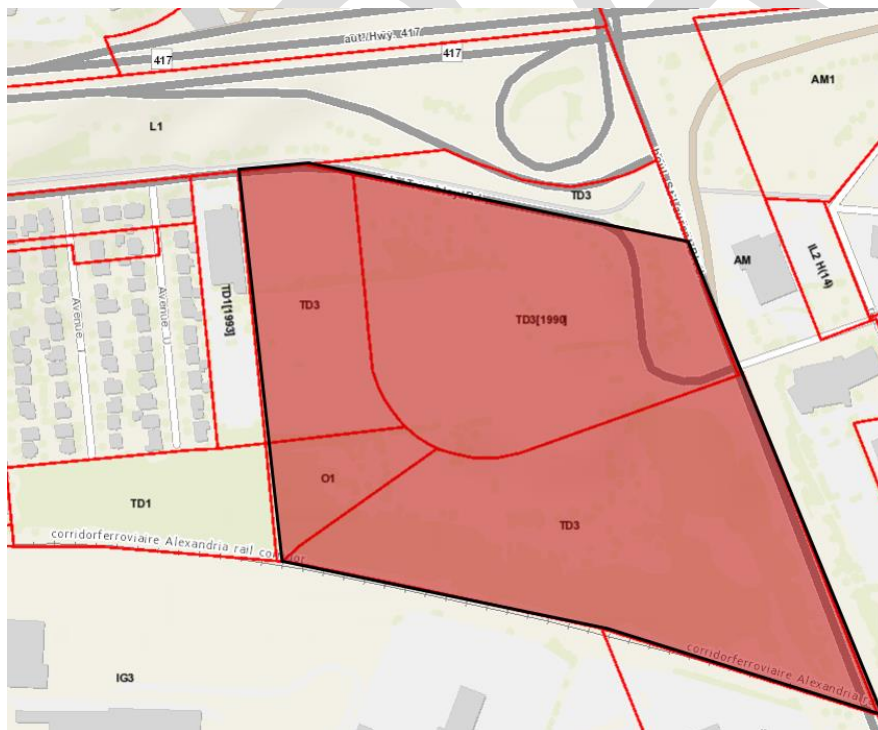 aut./Hwy. 417
417
417
AM1
L1
TD3
AM
IL2 H(14)
TD1[1993]
TD3
TD3[1990]
Avenue T
Avenue U
O1
TD1
TD3
corridorferroviaire Alexandria rail corridor
corridorferroviaire Alexandria r
IG3